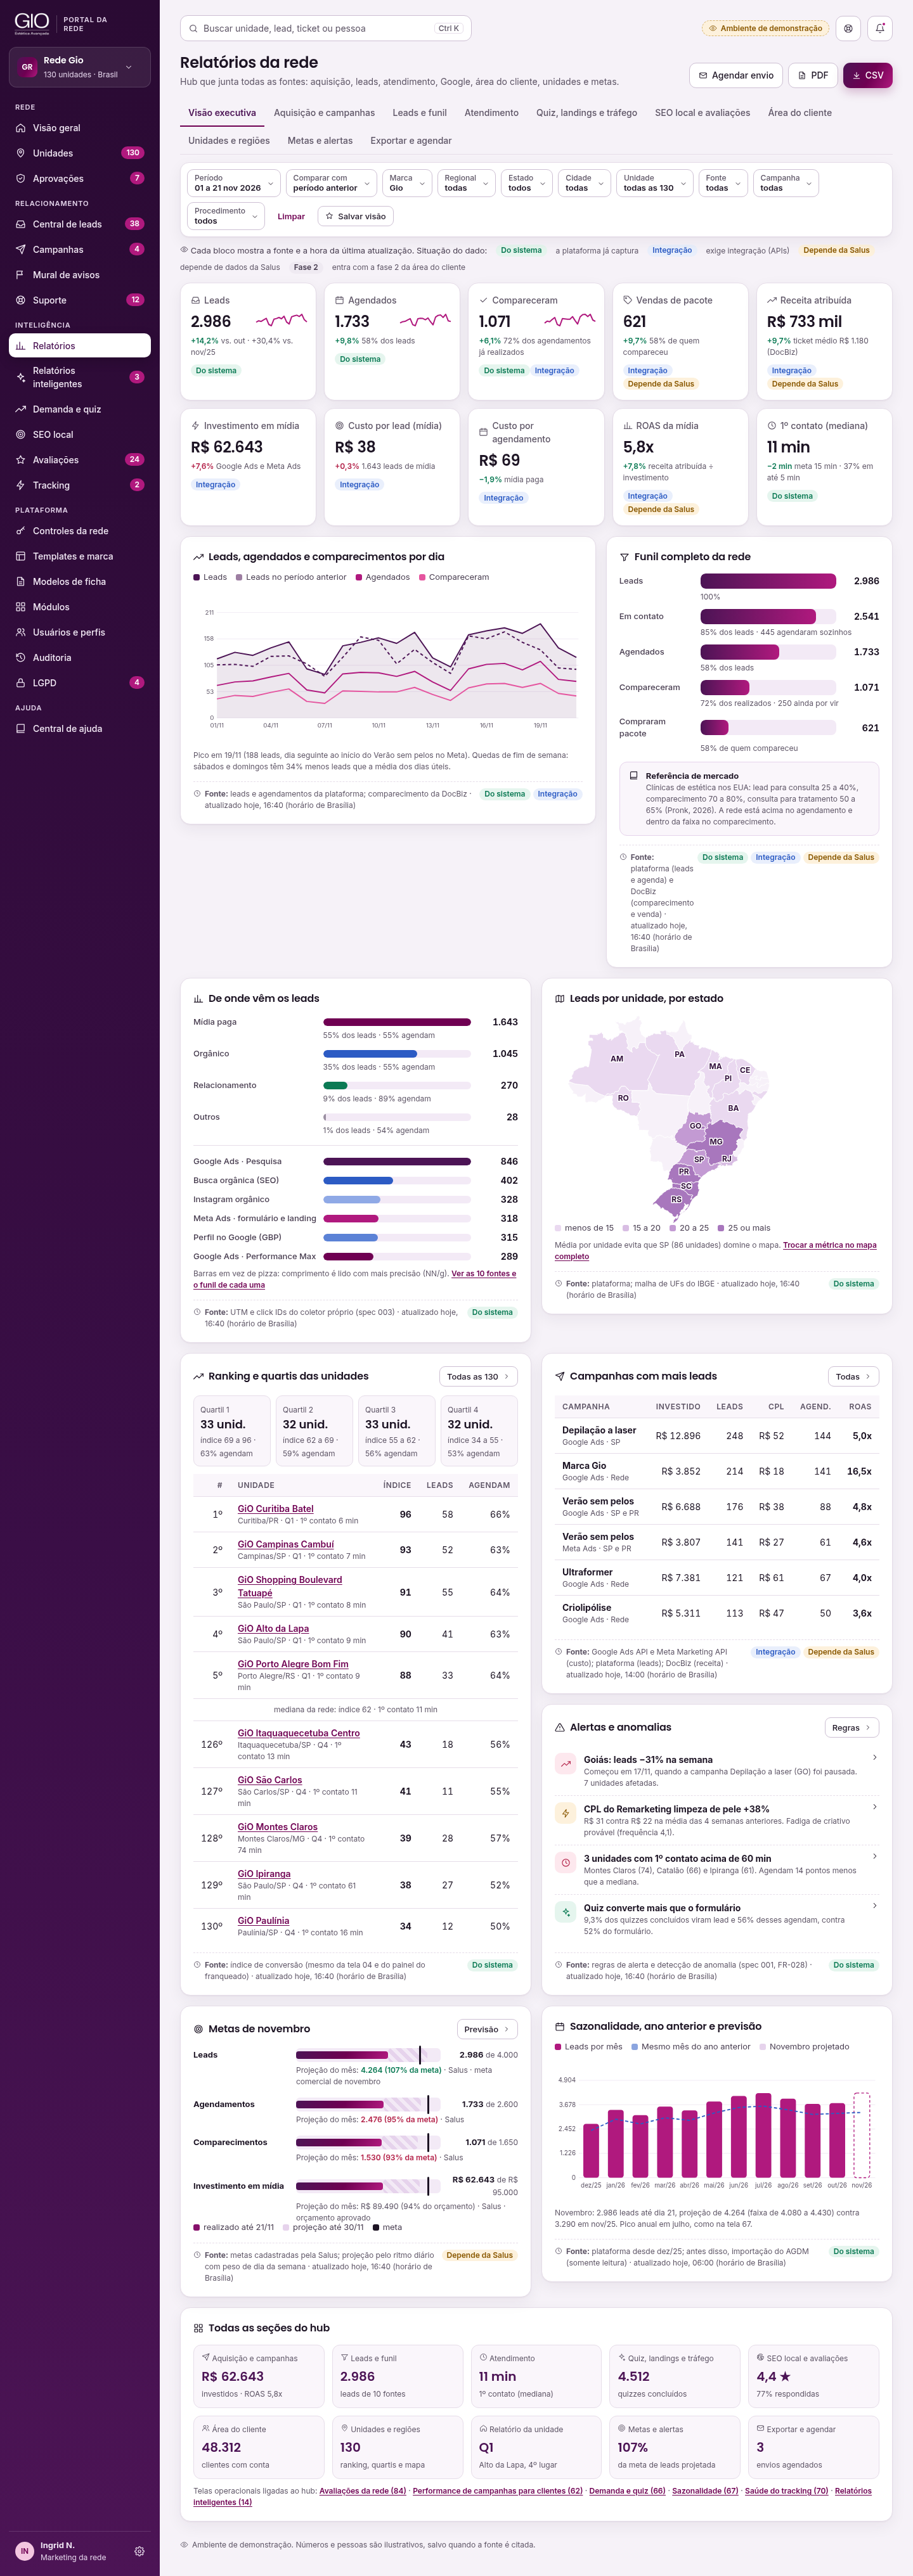 GIO
Estética Avançada
PORTAL DA
REDE
GR
Rede Gio
130 unidades · Brasil
REDE
Visão geral
Unidades
130
Aprovações
7
RELACIONAMENTO
Central de leads
38
Campanhas
4
Mural de avisos
Suporte
12
INTELIGÊNCIA
Relatórios
Relatórios
inteligentes
3
Demanda e quiz
SEO local
Avaliações
24
Tracking
2
PLATAFORMA
Controles da rede
Templates e marca
Modelos de ficha
Módulos
Usuários e perfis
Auditoria
LGPD
4
AJUDA
Central de ajuda
IN
Ingrid N.
Marketing da rede
Buscar unidade, lead, ticket ou pessoa
Ctrl K
Ambiente de demonstração
Relatórios da rede
Hub que junta todas as fontes: aquisição, leads, atendimento, Google, área do cliente, unidades e metas.
Agendar envio
PDF
CSV
Visão executiva
Aquisição e campanhas
Leads e funil
Atendimento
Quiz, landings e tráfego
SEO local e avaliações
Área do cliente
Unidades e regiões
Metas e alertas
Exportar e agendar
Período
01 a 21 nov 2026
Comparar com
período anterior
Marca
Gio
Regional
todas
Estado
todos
Cidade
todas
Unidade
todas as 130
Fonte
todas
Campanha
todas
Procedimento
todos
Limpar
Salvar visão
Cada bloco mostra a fonte e a hora da última atualização. Situação do dado: Do sistema a plataforma já captura Integração exige integração (APIs) Depende da Salus
depende de dados da Salus Fase 2 entra com a fase 2 da área do cliente
Leads
2.986
+14,2% vs. out · +30,4% vs.
nov/25
Do sistema
Agendados
1.733
+9,8% 58% dos leads
Do sistema
Compareceram
1.071
+6,1% 72% dos agendamentos
já realizados
Do sistema Integração
Vendas de pacote
621
+9,7% 58% de quem
compareceu
Integração
Depende da Salus
Receita atribuída
R$ 733 mil
+9,7% ticket médio R$ 1.180
(DocBiz)
Integração
Depende da Salus
Investimento em mídia
R$ 62.643
+7,6% Google Ads e Meta Ads
Integração
Custo por lead (mídia)
R$ 38
+0,3% 1.643 leads de mídia
Integração
Custo por
agendamento
R$ 69
−1,9% mídia paga
Integração
ROAS da mídia
5,8x
+7,8% receita atribuída ÷
investimento
Integração
Depende da Salus
1º contato (mediana)
11 min
−2 min meta 15 min · 37% em
até 5 min
Do sistema
Leads, agendados e comparecimentos por dia
Leads Leads no período anterior Agendados Compareceram
211
158
105
53
0
01/11 04/11 07/11 10/11 13/11 16/11 19/11
Pico em 19/11 (188 leads, dia seguinte ao início do Verão sem pelos no Meta). Quedas de fim de semana:
sábados e domingos têm 34% menos leads que a média dos dias úteis.
Fonte: leads e agendamentos da plataforma; comparecimento da DocBiz ·
atualizado hoje, 16:40 (horário de Brasília)
Do sistema Integração
Funil completo da rede
Leads
2.986
100%
Em contato
2.541
85% dos leads · 445 agendaram sozinhos
Agendados
1.733
58% dos leads
Compareceram
1.071
72% dos realizados · 250 ainda por vir
Compraram
pacote
621
58% de quem compareceu
Referência de mercado
Clínicas de estética nos EUA: lead para consulta 25 a 40%,
comparecimento 70 a 80%, consulta para tratamento 50 a
65% (Pronk, 2026). A rede está acima no agendamento e
dentro da faixa no comparecimento.
Fonte:
plataforma (leads
e agenda) e
DocBiz
(comparecimento
e venda) ·
atualizado hoje,
16:40 (horário de
Brasília)
Do sistema Integração Depende da Salus
De onde vêm os leads
Mídia paga
1.643
55% dos leads · 55% agendam
Orgânico
1.045
35% dos leads · 55% agendam
Relacionamento
270
9% dos leads · 89% agendam
Outros
28
1% dos leads · 54% agendam
Google Ads · Pesquisa 846
Busca orgânica (SEO) 402
Instagram orgânico 328
Meta Ads · formulário e landing 318
Perfil no Google (GBP) 315
Google Ads · Performance Max 289
Barras em vez de pizza: comprimento é lido com mais precisão (NN/g). Ver as 10 fontes e
o funil de cada uma
Fonte: UTM e click IDs do coletor próprio (spec 003) · atualizado hoje,
16:40 (horário de Brasília)
Do sistema
Leads por unidade, por estado
AM
PA
MA
CE
PI
RO
BA
GO
MG
SP
RJ
PR
SC
RS
menos de 15 15 a 20 20 a 25 25 ou mais
Média por unidade evita que SP (86 unidades) domine o mapa. Trocar a métrica no mapa
completo
Fonte: plataforma; malha de UFs do IBGE · atualizado hoje, 16:40
(horário de Brasília)
Do sistema
Ranking e quartis das unidades
Todas as 130
Quartil 1
33 unid.
índice 69 a 96 ·
63% agendam
Quartil 2
32 unid.
índice 62 a 69 ·
59% agendam
Quartil 3
33 unid.
índice 55 a 62 ·
56% agendam
Quartil 4
32 unid.
índice 34 a 55 ·
53% agendam
# UNIDADE ÍNDICE LEADS AGENDAM
1º GiO Curitiba Batel 96 58 66%
Curitiba/PR · Q1 · 1º contato 6 min
2º GiO Campinas Cambuí 93 52 63%
Campinas/SP · Q1 · 1º contato 7 min
3º GiO Shopping Boulevard
Tatuapé 91 55 64%
São Paulo/SP · Q1 · 1º contato 8 min
4º GiO Alto da Lapa 90 41 63%
São Paulo/SP · Q1 · 1º contato 9 min
5º GiO Porto Alegre Bom Fim 88 33 64%
Porto Alegre/RS · Q1 · 1º contato 9
min
mediana da rede: índice 62 · 1º contato 11 min
126º GiO Itaquaquecetuba Centro 43 18 56%
Itaquaquecetuba/SP · Q4 · 1º
contato 13 min
127º GiO São Carlos 41 11 55%
São Carlos/SP · Q4 · 1º contato 11
min
128º GiO Montes Claros 39 28 57%
Montes Claros/MG · Q4 · 1º contato
74 min
129º GiO Ipiranga 38 27 52%
São Paulo/SP · Q4 · 1º contato 61
min
130º GiO Paulínia 34 12 50%
Paulínia/SP · Q4 · 1º contato 16 min
Fonte: índice de conversão (mesmo da tela 04 e do painel do
franqueado) · atualizado hoje, 16:40 (horário de Brasília)
Do sistema
Campanhas com mais leads
Todas
CAMPANHA INVESTIDO LEADS CPL AGEND. ROAS
Depilação a laser R$ 12.896 248 R$ 52 144 5,0x
Google Ads · SP
Marca Gio R$ 3.852 214 R$ 18 141 16,5x
Google Ads · Rede
Verão sem pelos R$ 6.688 176 R$ 38 88 4,8x
Google Ads · SP e PR
Verão sem pelos R$ 3.807 141 R$ 27 61 4,6x
Meta Ads · SP e PR
Ultraformer R$ 7.381 121 R$ 61 67 4,0x
Google Ads · Rede
Criolipólise R$ 5.311 113 R$ 47 50 3,6x
Google Ads · Rede
Fonte: Google Ads API e Meta Marketing API
(custo); plataforma (leads); DocBiz (receita) ·
atualizado hoje, 14:00 (horário de Brasília)
Integração Depende da Salus
Alertas e anomalias
Regras
Goiás: leads −31% na semana
Começou em 17/11, quando a campanha Depilação a laser (GO) foi pausada.
7 unidades afetadas.
CPL do Remarketing limpeza de pele +38%
R$ 31 contra R$ 22 na média das 4 semanas anteriores. Fadiga de criativo
provável (frequência 4,1).
3 unidades com 1º contato acima de 60 min
Montes Claros (74), Catalão (66) e Ipiranga (61). Agendam 14 pontos menos
que a mediana.
Quiz converte mais que o formulário
9,3% dos quizzes concluídos viram lead e 56% desses agendam, contra
52% do formulário.
Fonte: regras de alerta e detecção de anomalia (spec 001, FR-028) ·
atualizado hoje, 16:40 (horário de Brasília)
Do sistema
Metas de novembro
Previsão
Leads
2.986 de 4.000
Projeção do mês: 4.264 (107% da meta) · Salus · meta
comercial de novembro
Agendamentos
1.733 de 2.600
Projeção do mês: 2.476 (95% da meta) · Salus
Comparecimentos
1.071 de 1.650
Projeção do mês: 1.530 (93% da meta) · Salus
Investimento em mídia
R$ 62.643 de R$
95.000
Projeção do mês: R$ 89.490 (94% do orçamento) · Salus ·
orçamento aprovado
realizado até 21/11 projeção até 30/11 meta
Fonte: metas cadastradas pela Salus; projeção pelo ritmo diário
com peso de dia da semana · atualizado hoje, 16:40 (horário de
Brasília)
Depende da Salus
Sazonalidade, ano anterior e previsão
Leads por mês Mesmo mês do ano anterior Novembro projetado
4.904
3.678
2.452
1.226
0
dez/25 jan/26 fev/26 mar/26 abr/26 mai/26 jun/26 jul/26 ago/26 set/26 out/26 nov/26
Novembro: 2.986 leads até dia 21, projeção de 4.264 (faixa de 4.080 a 4.430) contra
3.290 em nov/25. Pico anual em julho, como na tela 67.
Fonte: plataforma desde dez/25; antes disso, importação do AGDM
(somente leitura) · atualizado hoje, 06:00 (horário de Brasília)
Do sistema
Todas as seções do hub
Aquisição e campanhas
R$ 62.643
investidos · ROAS 5,8x
Leads e funil
2.986
leads de 10 fontes
Atendimento
11 min
1º contato (mediana)
Quiz, landings e tráfego
4.512
quizzes concluídos
SEO local e avaliações
4,4 ★
77% respondidas
Área do cliente
48.312
clientes com conta
Unidades e regiões
130
ranking, quartis e mapa
Relatório da unidade
Q1
Alto da Lapa, 4º lugar
Metas e alertas
107%
da meta de leads projetada
Exportar e agendar
3
envios agendados
Telas operacionais ligadas ao hub: Avaliações da rede (84) · Performance de campanhas para clientes (62) · Demanda e quiz (66) · Sazonalidade (67) · Saúde do tracking (70) · Relatórios
inteligentes (14)
Ambiente de demonstração. Números e pessoas são ilustrativos, salvo quando a fonte é citada.